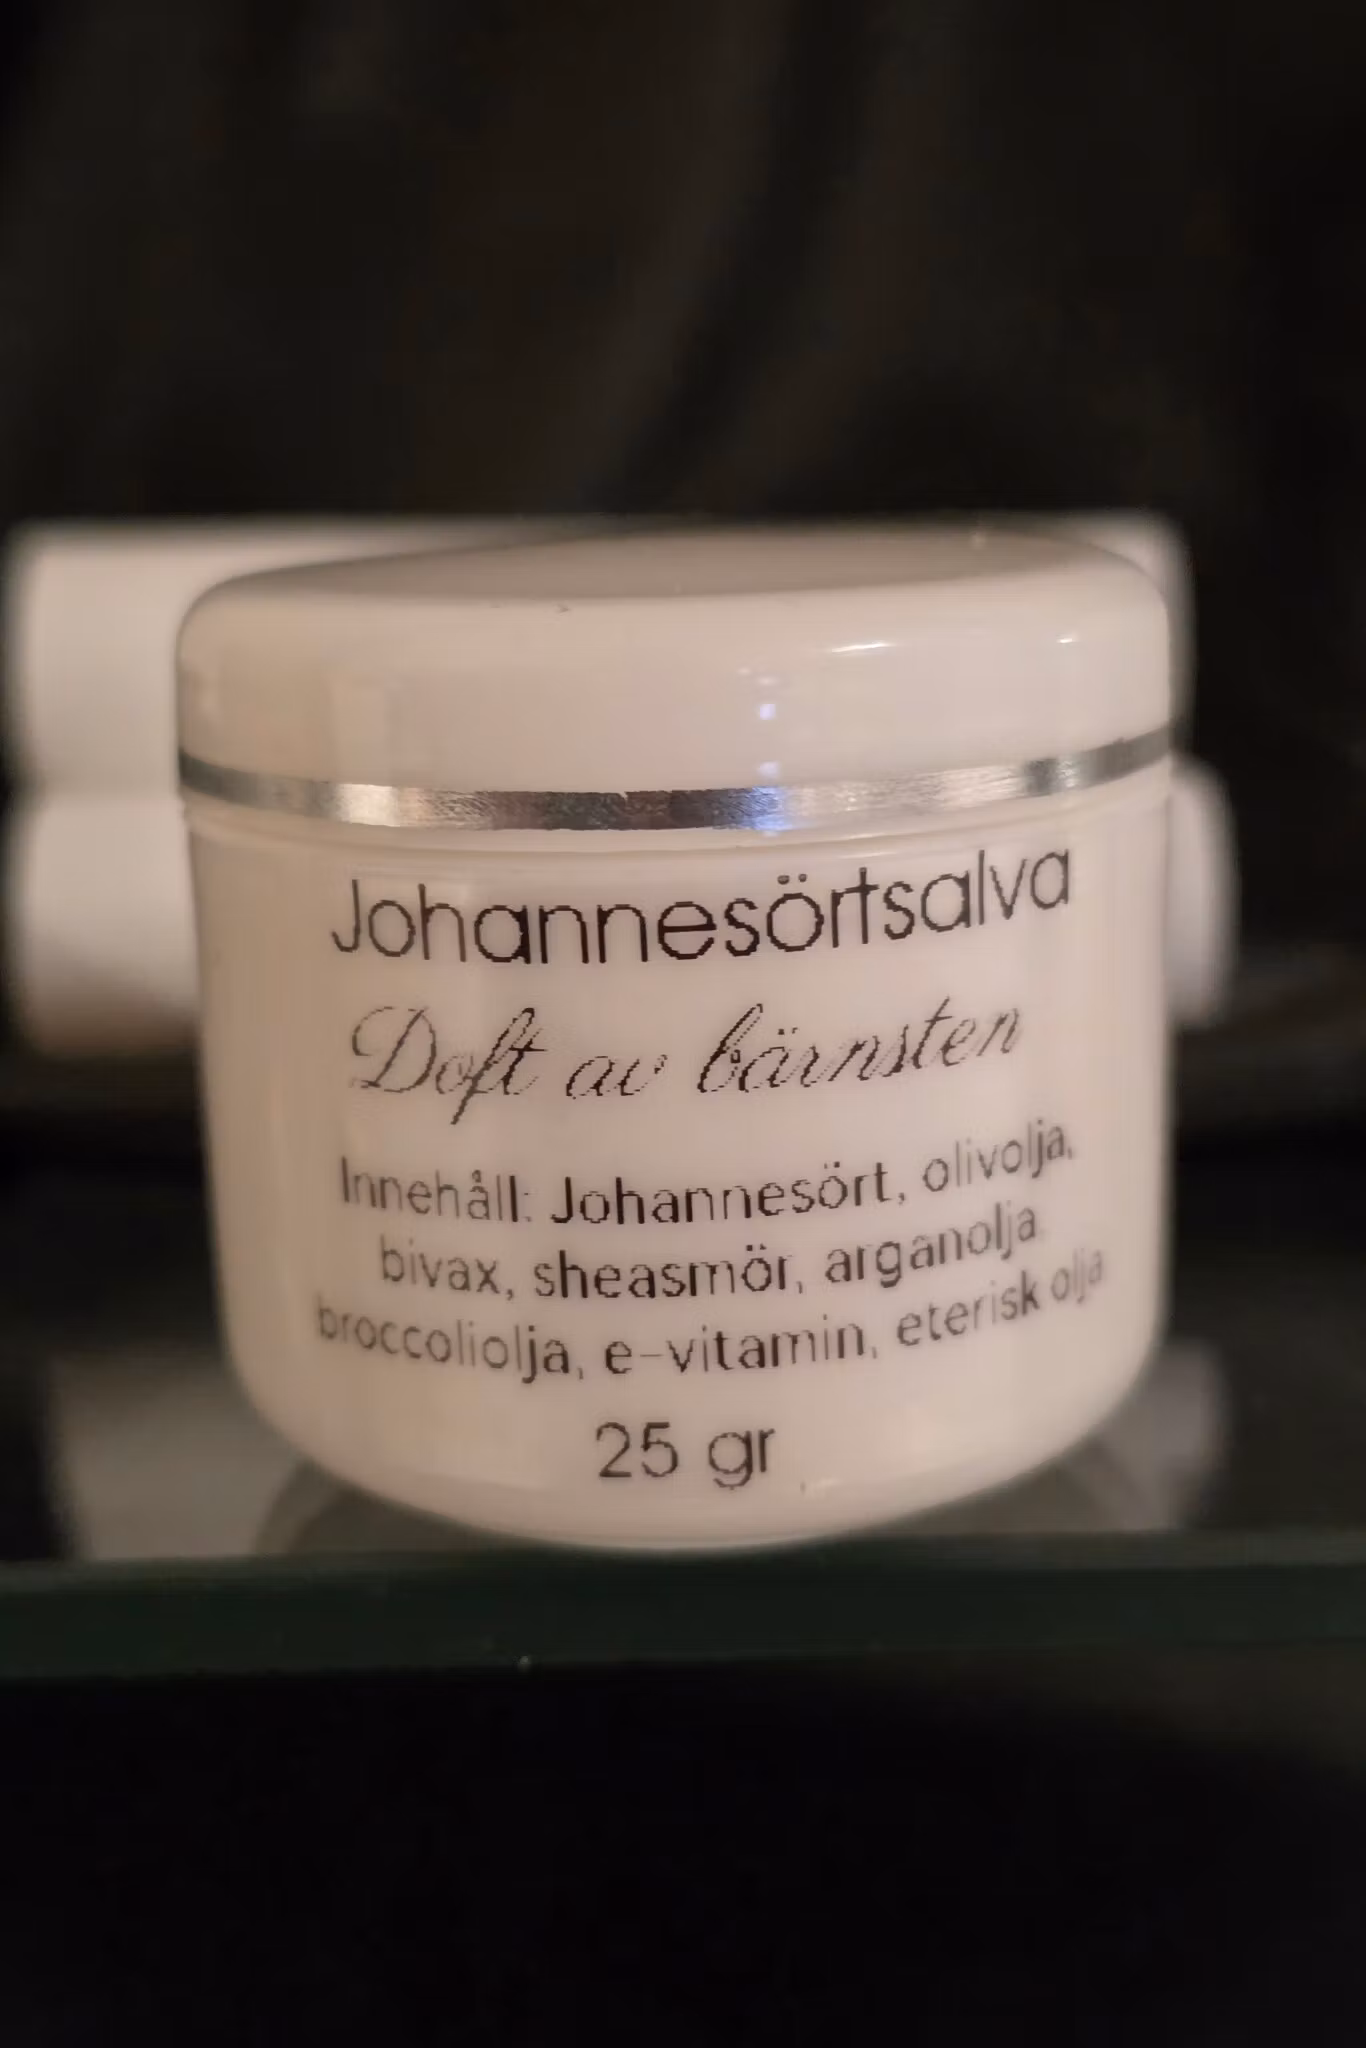 Johannesörtsalva
Doft av bärnsten
Innehåll: Johannesört, olivolja,
bivax, sheasmör, arganolja
broccoliolja, e-vitamin, eterisk olja
25 gr